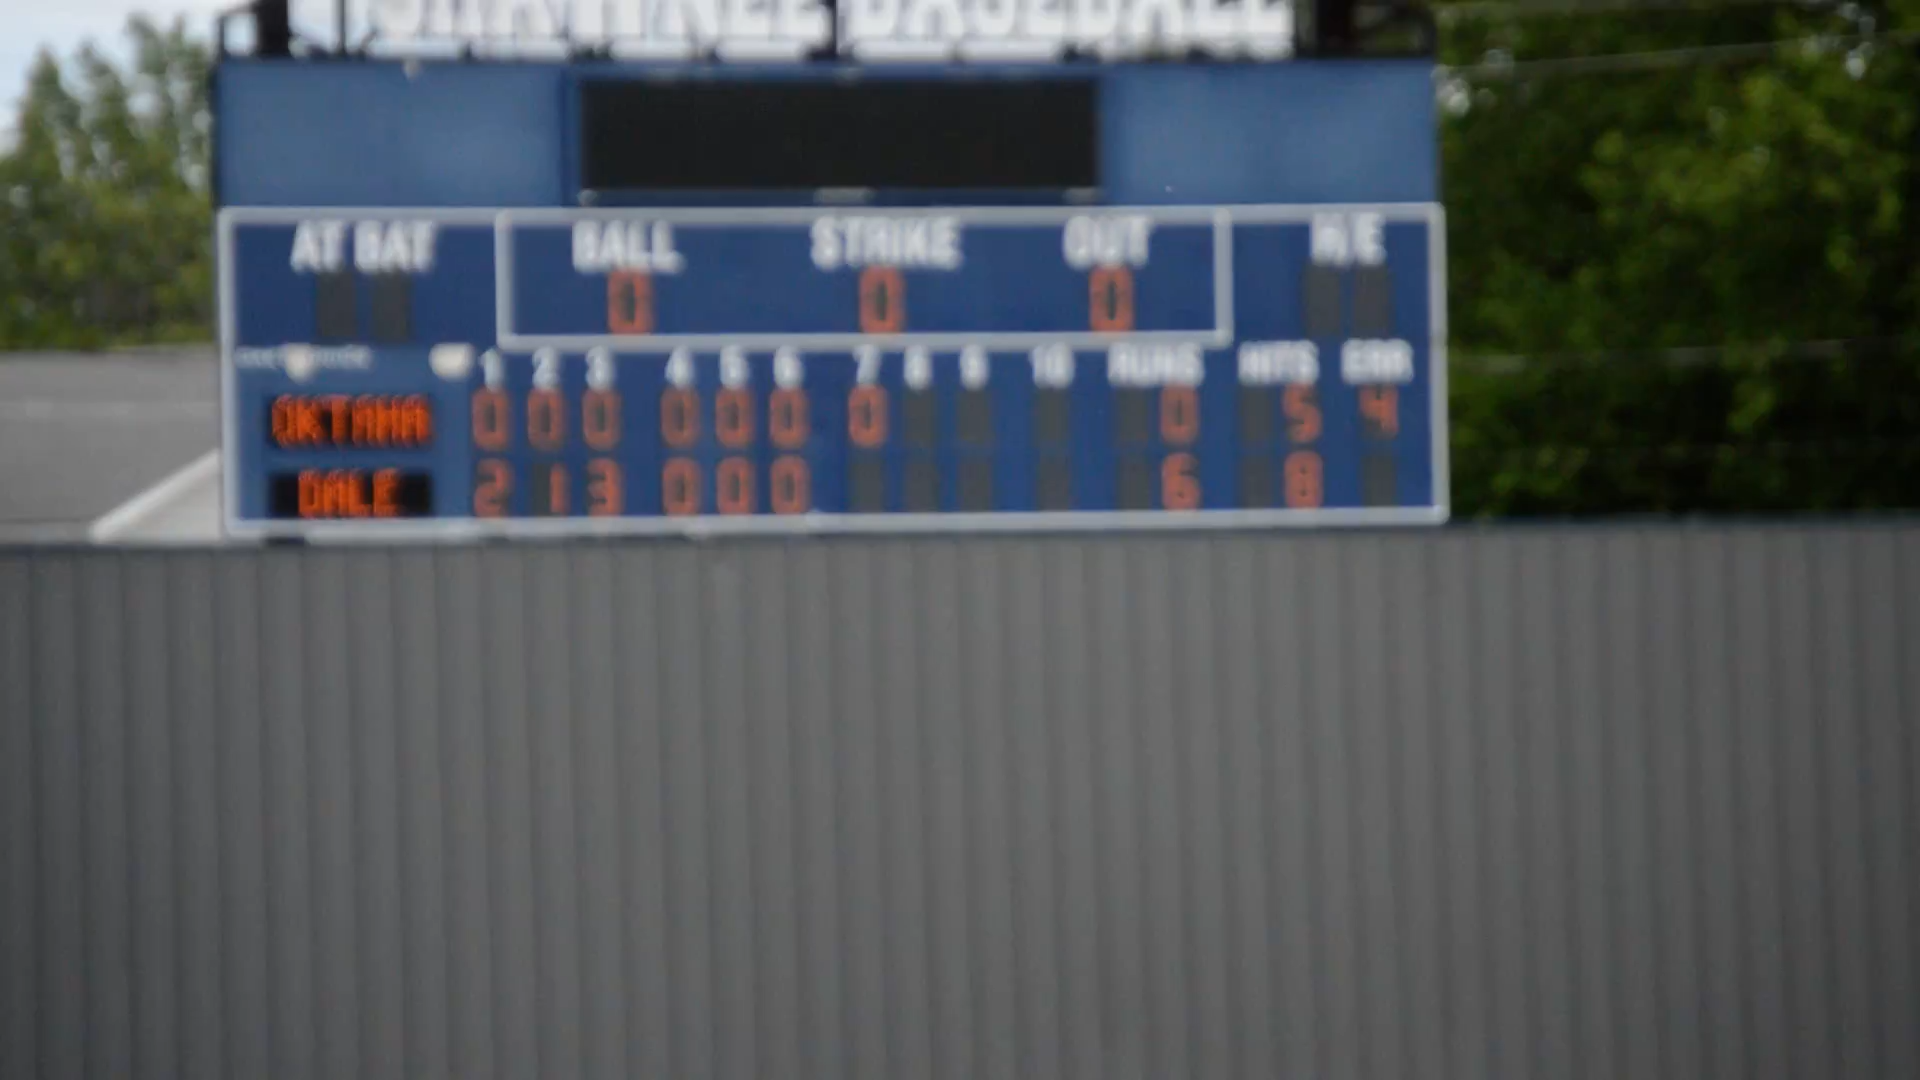 SHAWNEE BASEBALL
AT BAT BALL STRIKE OUT H/E
0 0 0
1 2 3 4 5 6 7 8 9 10 RUNS HITS ERR
OKTAHA 0 0 0 0 0 0 0 0 5 4
DALE 2 1 3 0 0 0 6 8